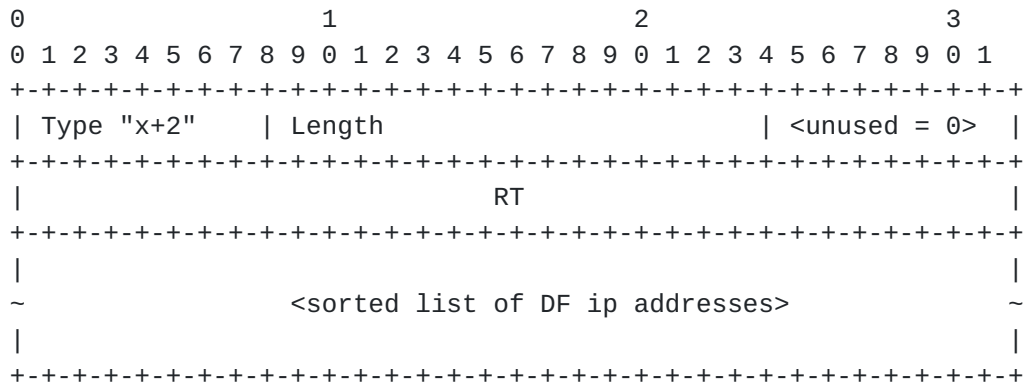 0                   1                   2                   3
0 1 2 3 4 5 6 7 8 9 0 1 2 3 4 5 6 7 8 9 0 1 2 3 4 5 6 7 8 9 0 1
+-+-+-+-+-+-+-+-+-+-+-+-+-+-+-+-+-+-+-+-+-+-+-+-+-+-+-+-+-+-+-+-+
| Type "x+2"    | Length                        | <unused = 0>  |
+-+-+-+-+-+-+-+-+-+-+-+-+-+-+-+-+-+-+-+-+-+-+-+-+-+-+-+-+-+-+-+-+
|                              RT                               |
+-+-+-+-+-+-+-+-+-+-+-+-+-+-+-+-+-+-+-+-+-+-+-+-+-+-+-+-+-+-+-+-+
|                                                               |
~                 <sorted list of DF ip addresses>              ~
|                                                               |
+-+-+-+-+-+-+-+-+-+-+-+-+-+-+-+-+-+-+-+-+-+-+-+-+-+-+-+-+-+-+-+-+